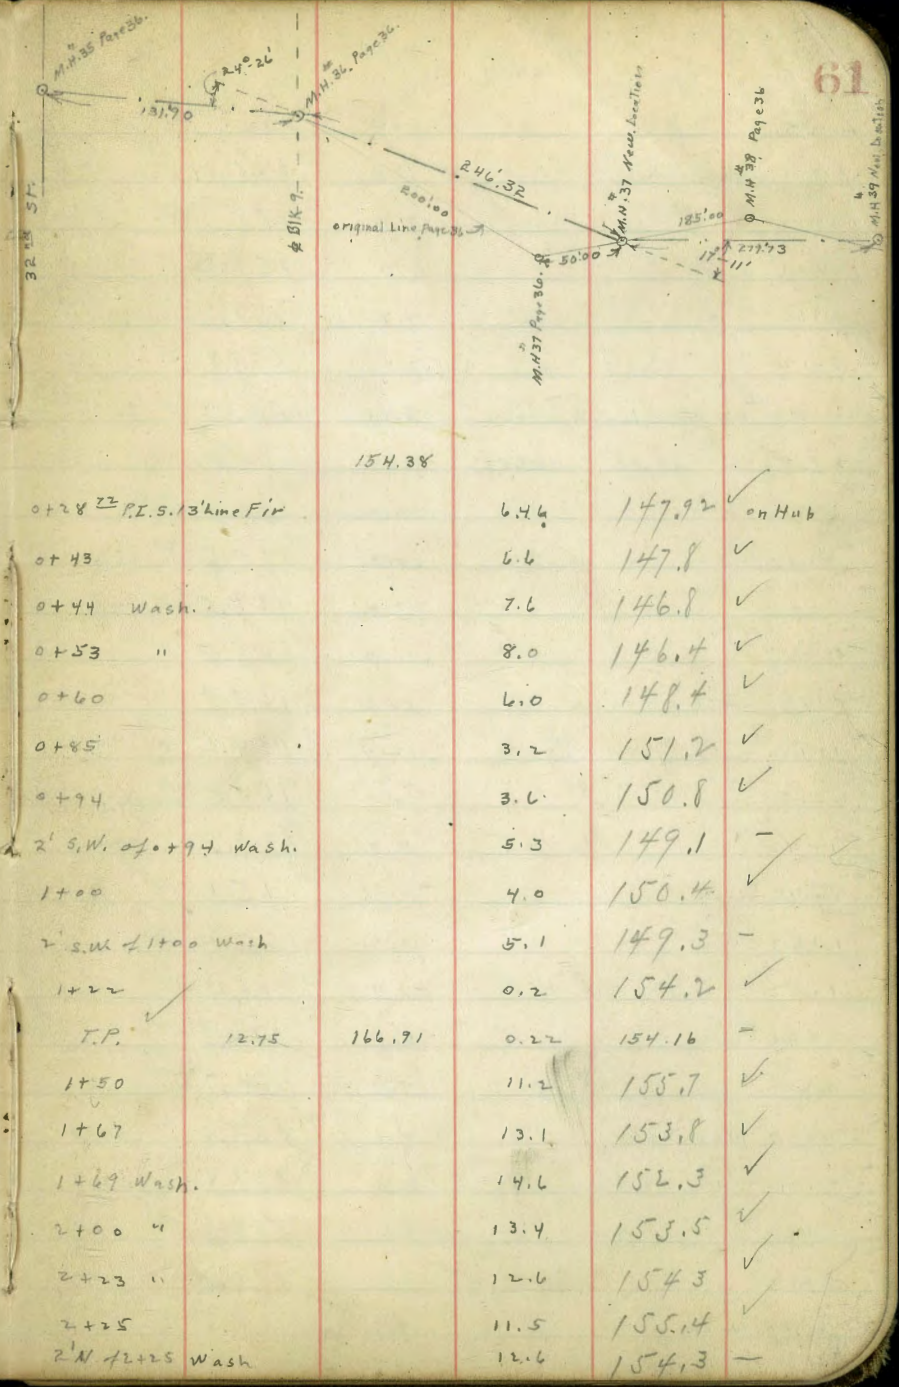 61
M.H."35 Page 36.
24°-26'
M.H."36. Page 36.
131.70
246.32
200.00
original Line Page 36
32nd St.
Blk 9.
M.H."37 Page 36.
50.00
M.H."37 New. Location
185.00
17°-11'
279.73
M.H."38 Page 36
M.H"39 New Location
154.38
0+28 72 P.I. S. 13' Line Fir 6.46 147.92 ✓ on Hub
0+43 6.6 147.8 ✓
0+44 Wash. 7.6 146.8 ✓
0+53 " 8.0 146.4 ✓
0+60 6.0 148.4 ✓
0+85 3.2 151.2 ✓
0+94 3.6 150.8 ✓
2' S.W. of 0+94 Wash. 5.3 149.1 -
1+00 4.0 150.4 ✓
2' S.W. of 1+00 Wash 5.1 149.3 -
1+22 0.2 154.2 ✓
T.P. ✓ 12.75 166.91 0.22 154.16 -
1+50 11.2 155.7 ✓
1+67 13.1 153.8 ✓
1+69 Wash. 14.6 152.3 ✓
2+00 " 13.4 153.5 ✓
2+23 " 12.6 154.3 ✓
2+25 11.5 155.4 ✓
2'N of 2+25 Wash 12.6 154.3 -